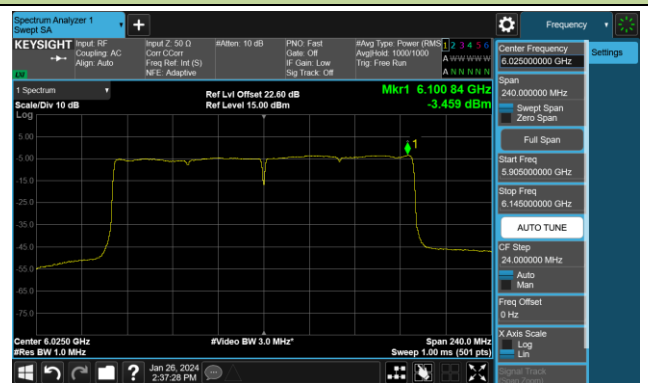 Spectrum Analyzer 1
Swept SA
Frequency
KEYSIGHT
Input: RF
Coupling: AC
Align: Auto
Input Z: 50 Ω
Corr CCorr
Freq Ref: Int (S)
NFE: Adaptive
#Atten: 10 dB
PNO: Fast
Gate: Off
IF Gain: Low
Sig Track: Off
#Avg Type: Power (RMS)
Avg|Hold: 1000/1000
Trig: Free Run
1 2 3 4 5 6
A W W W W W
A N N N N N
LW
1 Spectrum
Scale/Div 10 dB
Log
Ref Lvl Offset 22.60 dB
Ref Level 15.00 dBm
Mkr1 6.100 84 GHz
-3.459 dBm
1
5.00
-5.00
-15.0
-25.0
-35.0
-45.0
-55.0
-65.0
-75.0
Center 6.0250 GHz
#Res BW 1.0 MHz
#Video BW 3.0 MHz*
Span 240.0 MHz
Sweep 1.00 ms (501 pts)
Jan 26, 2024
2:37:28 PM
Center Frequency
6.025000000 GHz
Settings
Span
240.000000 MHz
Swept Span
Zero Span
Full Span
Start Freq
5.905000000 GHz
Stop Freq
6.145000000 GHz
AUTO TUNE
CF Step
24.000000 MHz
Auto
Man
Freq Offset
0 Hz
X Axis Scale
Log
Lin
Signal Track
(Span Zoom)